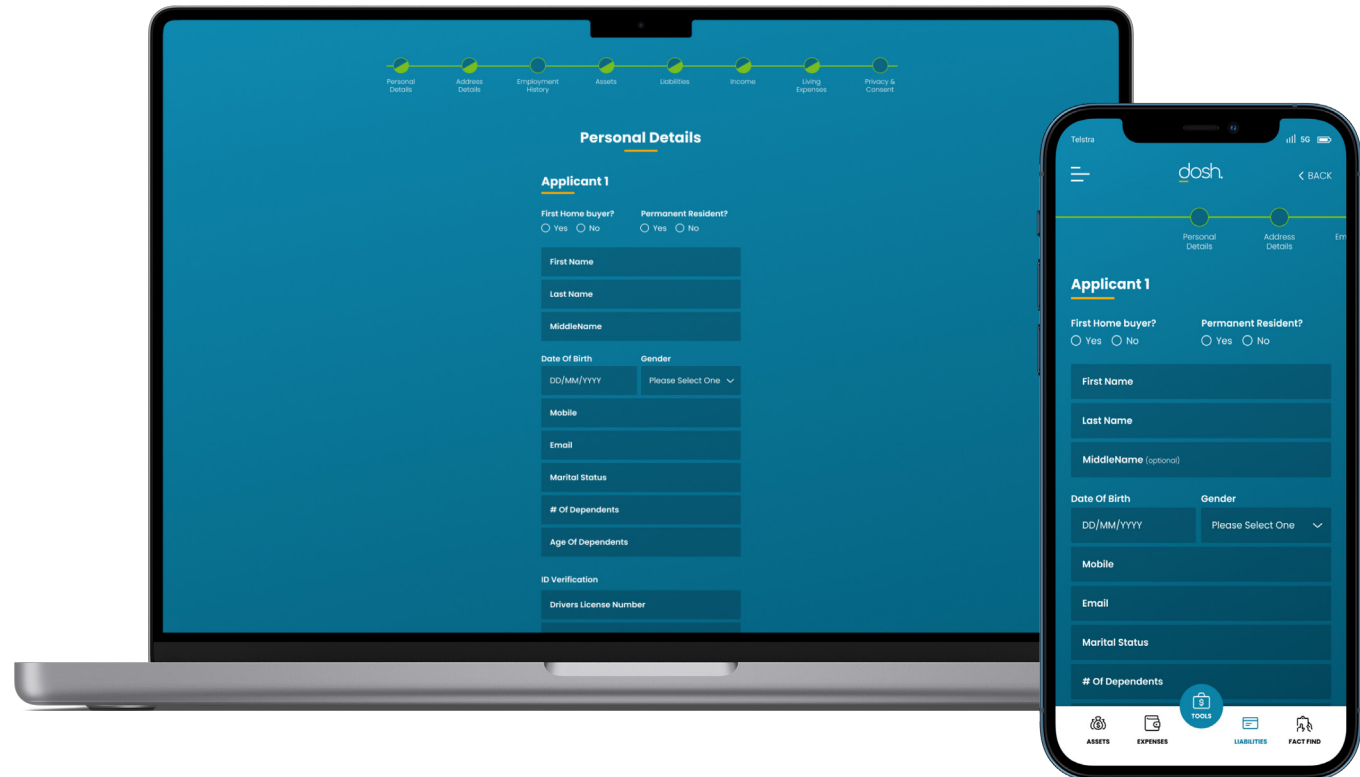 Personal
Details
Address
Details
Employment
History
Assets
Liabilities
Income
Living
Expenses
Privacy &
Consent
Personal Details
Applicant 1
First Home buyer? Permanent Resident?
Yes No Yes No
First Name
Last Name
MiddleName
Date Of Birth Gender
DD/MM/YYYY Please Select One
Mobile
Email
Marital Status
# Of Dependents
Age Of Dependents
ID Verification
Drivers License Number
Telstra 5G
dosh. < BACK
Personal
Details
Address
Details
Em
Applicant 1
First Home buyer? Permanent Resident?
Yes No Yes No
First Name
Last Name
MiddleName (optional)
Date Of Birth Gender
DD/MM/YYYY Please Select One
Mobile
Email
Marital Status
# Of Dependents
TOOLS
ASSETS EXPENSES LIABILITIES FACT FIND